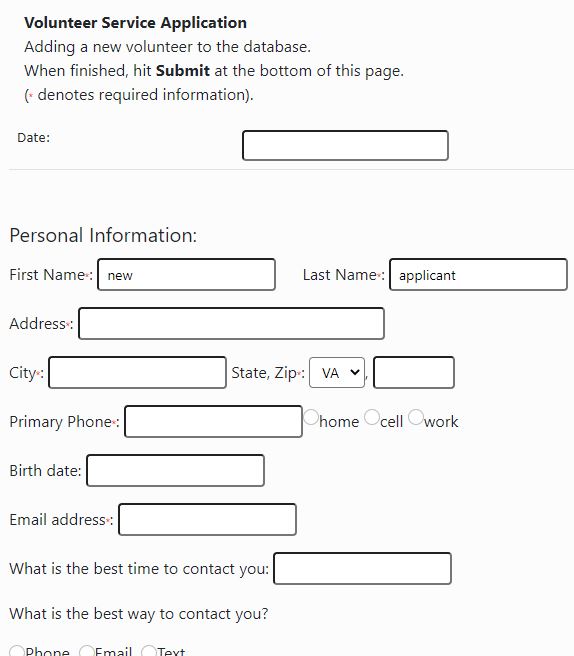 Volunteer Service Application
Adding a new volunteer to the database.
When finished, hit Submit at the bottom of this page.
(* denotes required information).
Date:
Personal Information:
First Name*: new Last Name*: applicant
Address*:
City*: State, Zip*: VA ,
Primary Phone*: home cell work
Birth date:
Email address*:
What is the best time to contact you:
What is the best way to contact you?
Phone Email Text